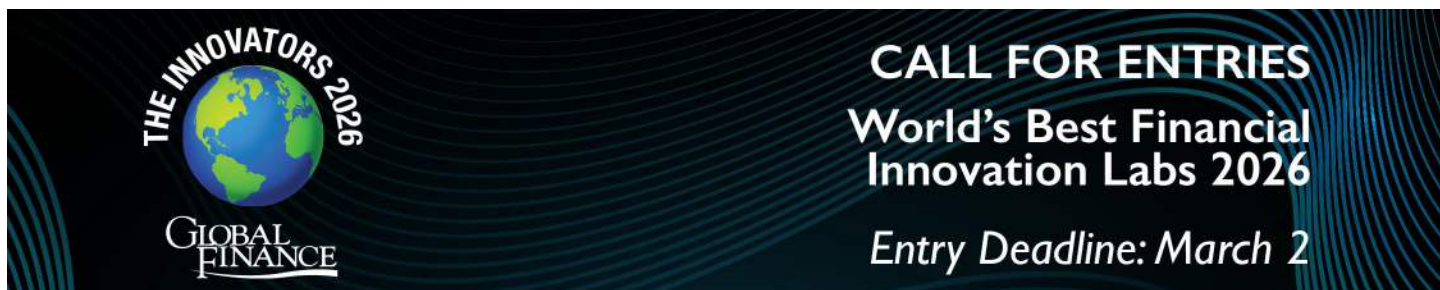 THE INNOVATORS 2026
GLOBAL
FINANCE
CALL FOR ENTRIES
World's Best Financial
Innovation Labs 2026
Entry Deadline: March 2